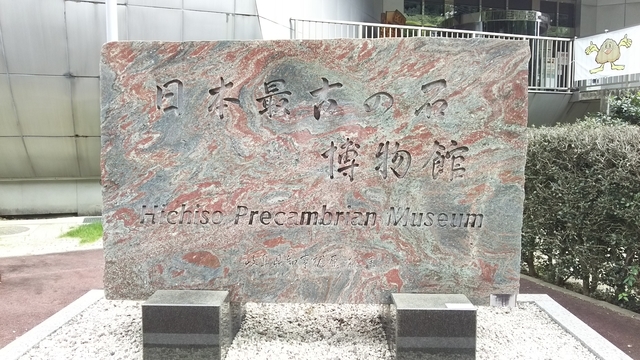 日本最古の石
博物館
Hichiso Precambrian Museum